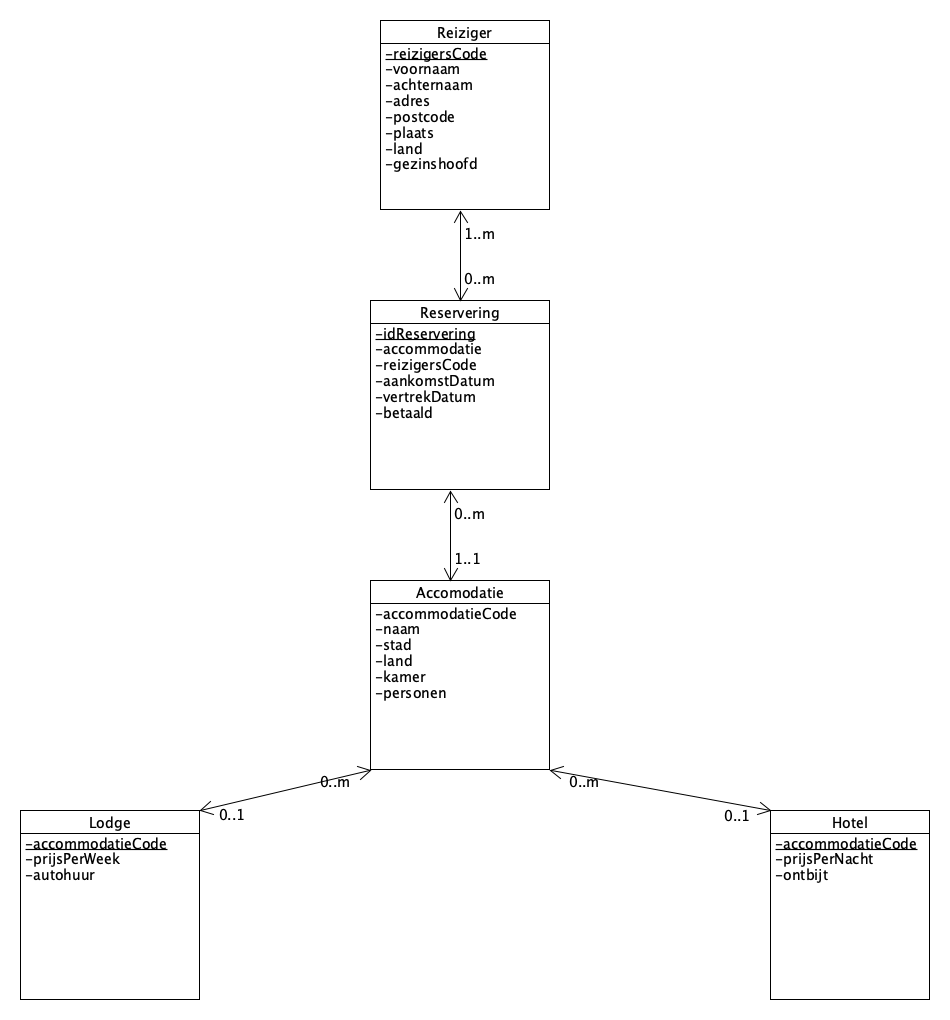 Reiziger
-reizigersCode
-voornaam
-achternaam
-adres
-postcode
-plaats
-land
-gezinshoofd
1..m
0..m
Reservering
-idReservering
-accommodatie
-reizigersCode
-aankomstDatum
-vertrekDatum
-betaald
0..m
1..1
Accomodatie
-accommodatieCode
-naam
-stad
-land
-kamer
-personen
0..m
0..m
0..1
0..1
Lodge
-accommodatieCode
-prijsPerWeek
-autohuur
Hotel
-accommodatieCode
-prijsPerNacht
-ontbijt